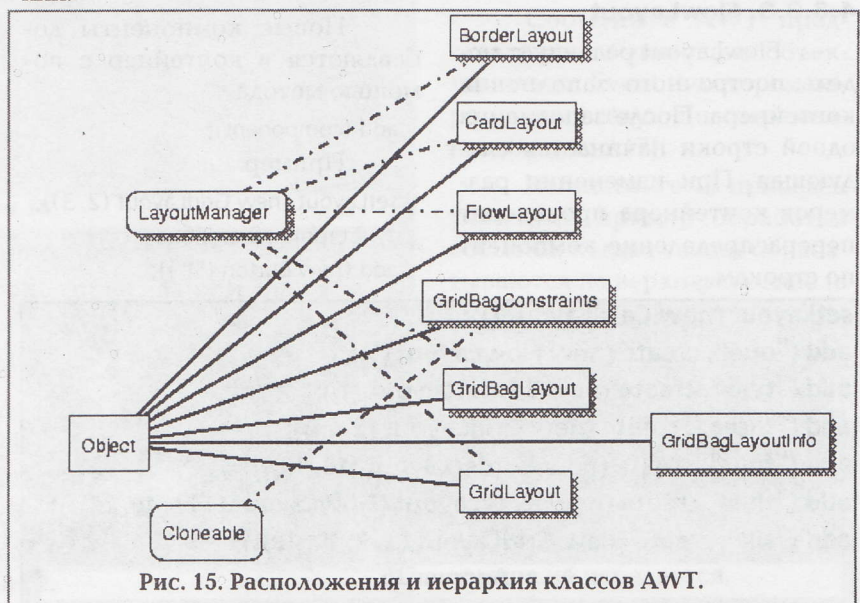 BorderLayout
CardLayout
LayoutManager
FlowLayout
GridBagConstraints
GridBagLayout
Object
GridBagLayoutInfo
GridLayout
Cloneable
Рис. 15. Расположения и иерархия классов AWT.